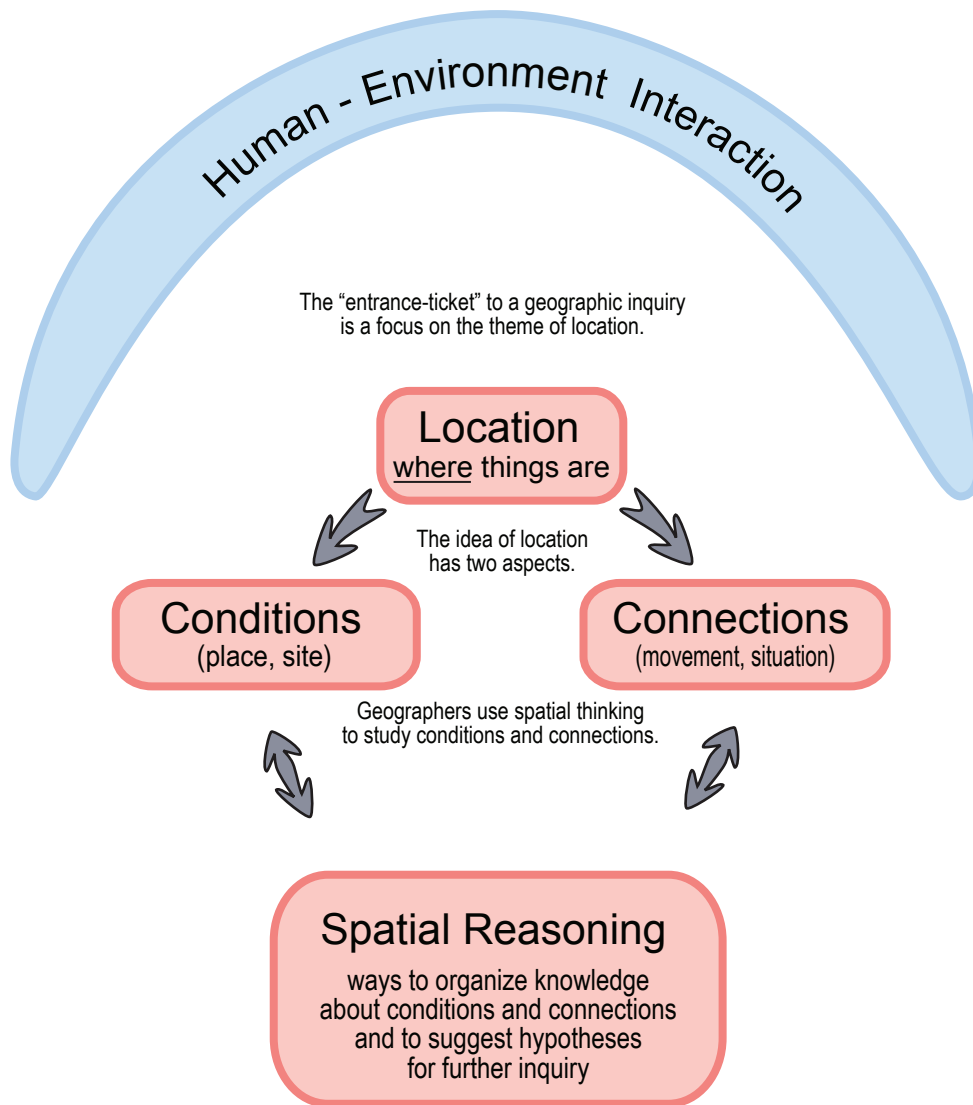 Human - Environment Interaction
The “entrance-ticket” to a geographic inquiry
is a focus on the theme of location.
Location
where things are
The idea of location
has two aspects.
Conditions
(place, site)
Connections
(movement, situation)
Geographers use spatial thinking
to study conditions and connections.
Spatial Reasoning
ways to organize knowledge
about conditions and connections
and to suggest hypotheses
for further inquiry